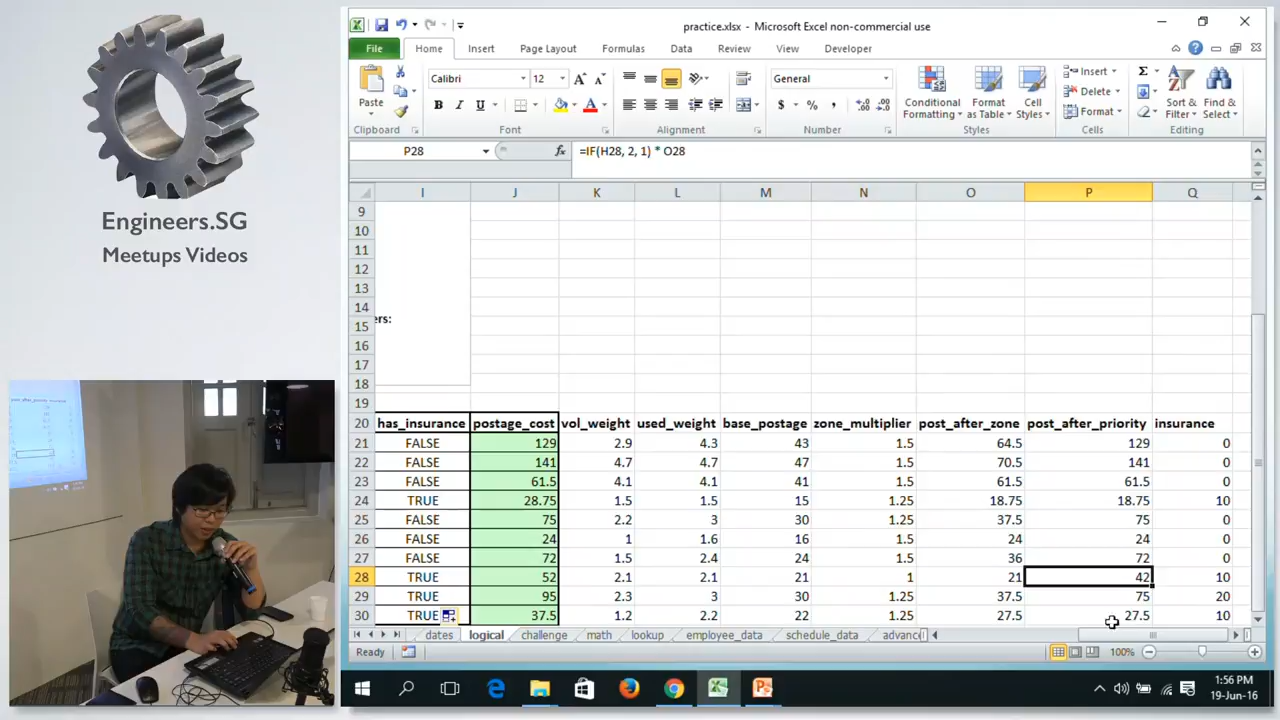 Engineers.SG
Meetups Videos
practice.xlsx - Microsoft Excel non-commercial use
File Home Insert Page Layout Formulas Data Review View Developer
Paste
Calibri 12
B I U
General
$ % ,
Conditional Formatting
Format as Table
Cell Styles
Insert
Delete
Format
Σ
Sort & Filter
Find & Select
Clipboard Font Alignment Number Styles Cells Editing
P28 fx =IF(H28, 2, 1) * O28
I J K L M N O P Q
9
10
11
12
13
14
15 ers:
16
17
18
19
20 has_insurance postage_cost vol_weight used_weight base_postage zone_multiplier post_after_zone post_after_priority insurance
21 FALSE 129 2.9 4.3 43 1.5 64.5 129 0
22 FALSE 141 4.7 4.7 47 1.5 70.5 141 0
23 FALSE 61.5 4.1 4.1 41 1.5 61.5 61.5 0
24 TRUE 28.75 1.5 1.5 15 1.25 18.75 18.75 10
25 FALSE 75 2.2 3 30 1.25 37.5 75 0
26 FALSE 24 1 1.6 16 1.5 24 24 0
27 FALSE 72 1.5 2.4 24 1.5 36 72 0
28 TRUE 52 2.1 2.1 21 1 21 42 10
29 TRUE 95 2.3 3 30 1.25 37.5 75 20
30 TRUE 37.5 1.2 2.2 22 1.25 27.5 27.5 10
dates logical challenge math lookup employee_data schedule_data advanc
Ready 100%
1:56 PM
19-Jun-16